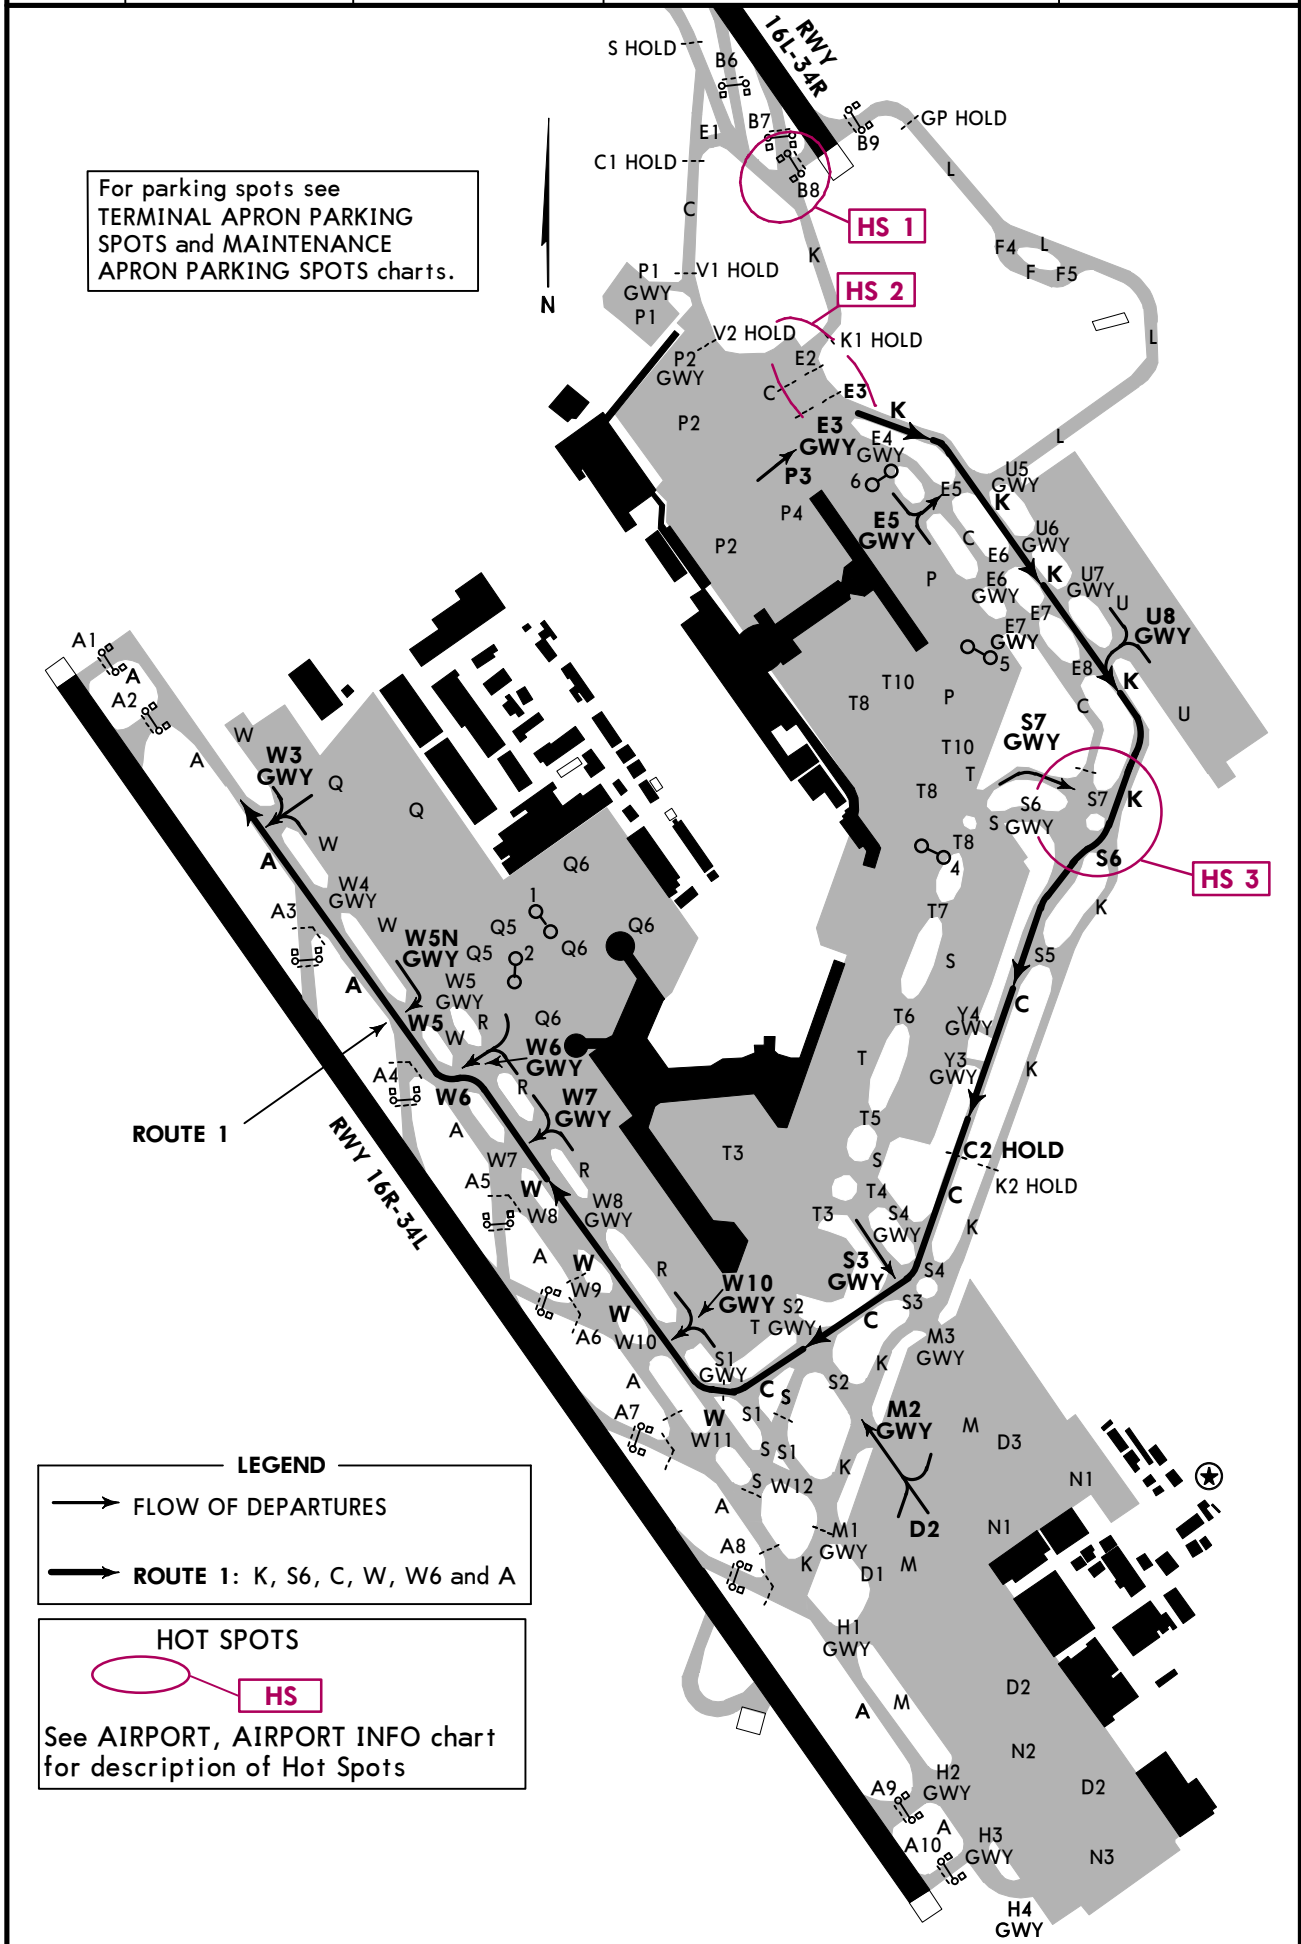 RWY
16L-34R
S HOLD
B6
GP HOLD
E1
B7
B9
C1 HOLD
L
For parking spots see
TERMINAL APRON PARKING
SPOTS and MAINTENANCE
APRON PARKING SPOTS charts.
B8
C
HS 1
F4
L
K
P1
GWY
V1 HOLD
F
F5
N
HS 2
P1
V2 HOLD
K1 HOLD
L
P2
GWY
E2
C
E3
K
P2
E3
GWY
E4
GWY
L
P3
U5
GWY
6
E5
K
P4
E5
GWY
C
U6
GWY
P2
E6
K
P
E6
GWY
U7
GWY
U
E7
U8
GWY
A1
E7
GWY
5
A
E8
K
A2
T10
P
T8
C
U
W
S7
GWY
W3
GWY
A
T10
T
Q
T8
S7
K
Q
S6
GWY
S
W
T8
S6
A
4
HS 3
Q6
W4
GWY
1
K
A3
T7
W
Q5
Q6
W5N
GWY
Q5
2
Q6
S5
S
W5
GWY
A
C
W5
R
Q6
T6
Y4
GWY
W
W6
GWY
T
Y3
GWY
K
A4
R
W6
W7
GWY
ROUTE 1
A
T5
RWY 16R-34L
T3
C2 HOLD
W7
R
S
A5
K2 HOLD
W
T4
C
W8
W8
GWY
T3
S4
GWY
K
A
W
R
S3
GWY
S4
W9
W10
GWY
S3
W
S2
GWY
T
C
A6
W10
M3
GWY
S1
GWY
K
A
C
S
S2
A7
W
S1
M2
GWY
M
W11
D3
S
S1
LEGEND
K
N1
S
W12
FLOW OF DEPARTURES
A
D2
N1
M1
GWY
A8
K
M
D1
ROUTE 1: K, S6, C, W, W6 and A
H1
GWY
HOT SPOTS
D2
HS
M
A
See AIRPORT, AIRPORT INFO chart
for description of Hot Spots
N2
H2
GWY
A9
D2
A
A10
H3
GWY
N3
H4
GWY